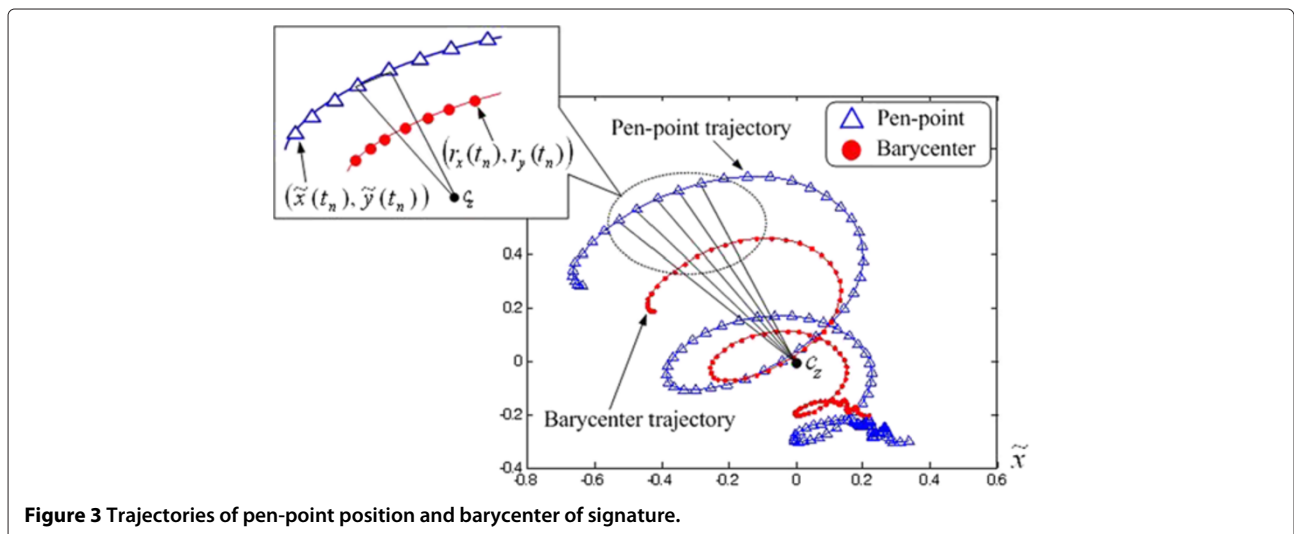 (r_x(t_n), r_y(t_n))
(x̃(t_n), ỹ(t_n))
C_z
Pen-point trajectory
Pen-point
Barycenter
0.4
0.2
0
-0.2
-0.4
C_z
Barycenter trajectory
-0.8 -0.6 -0.4 -0.2 0 0.2 0.4 0.6
x̃
Figure 3 Trajectories of pen-point position and barycenter of signature.